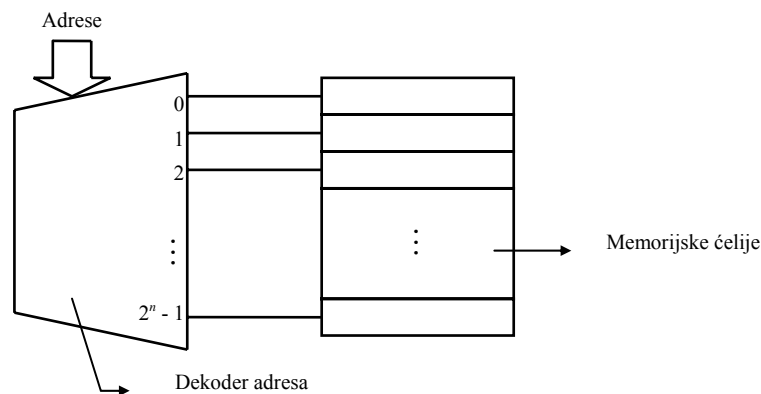 Adrese
0
1
2
⋮
⋮
Memorijske ćelije
2ⁿ - 1
Dekoder adresa